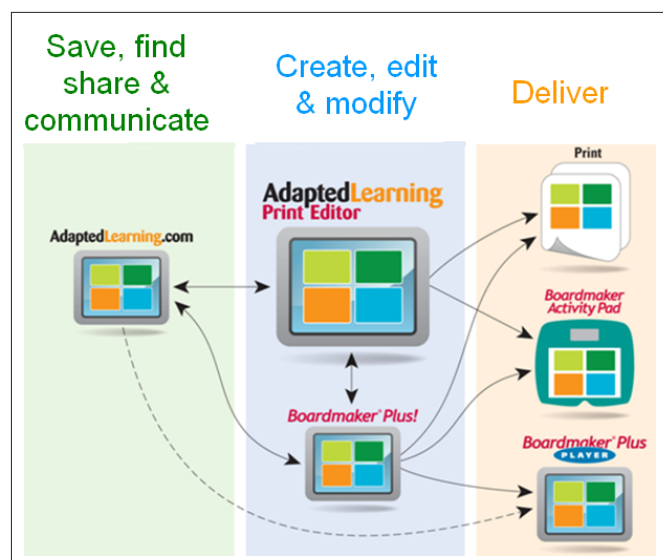 Save, find
share &
communicate
Create, edit
& modify
Deliver
AdaptedLearning.com
AdaptedLearning
Print Editor
Boardmaker® Plus!
Print
Boardmaker
Activity Pad
Boardmaker® Plus
PLAYER